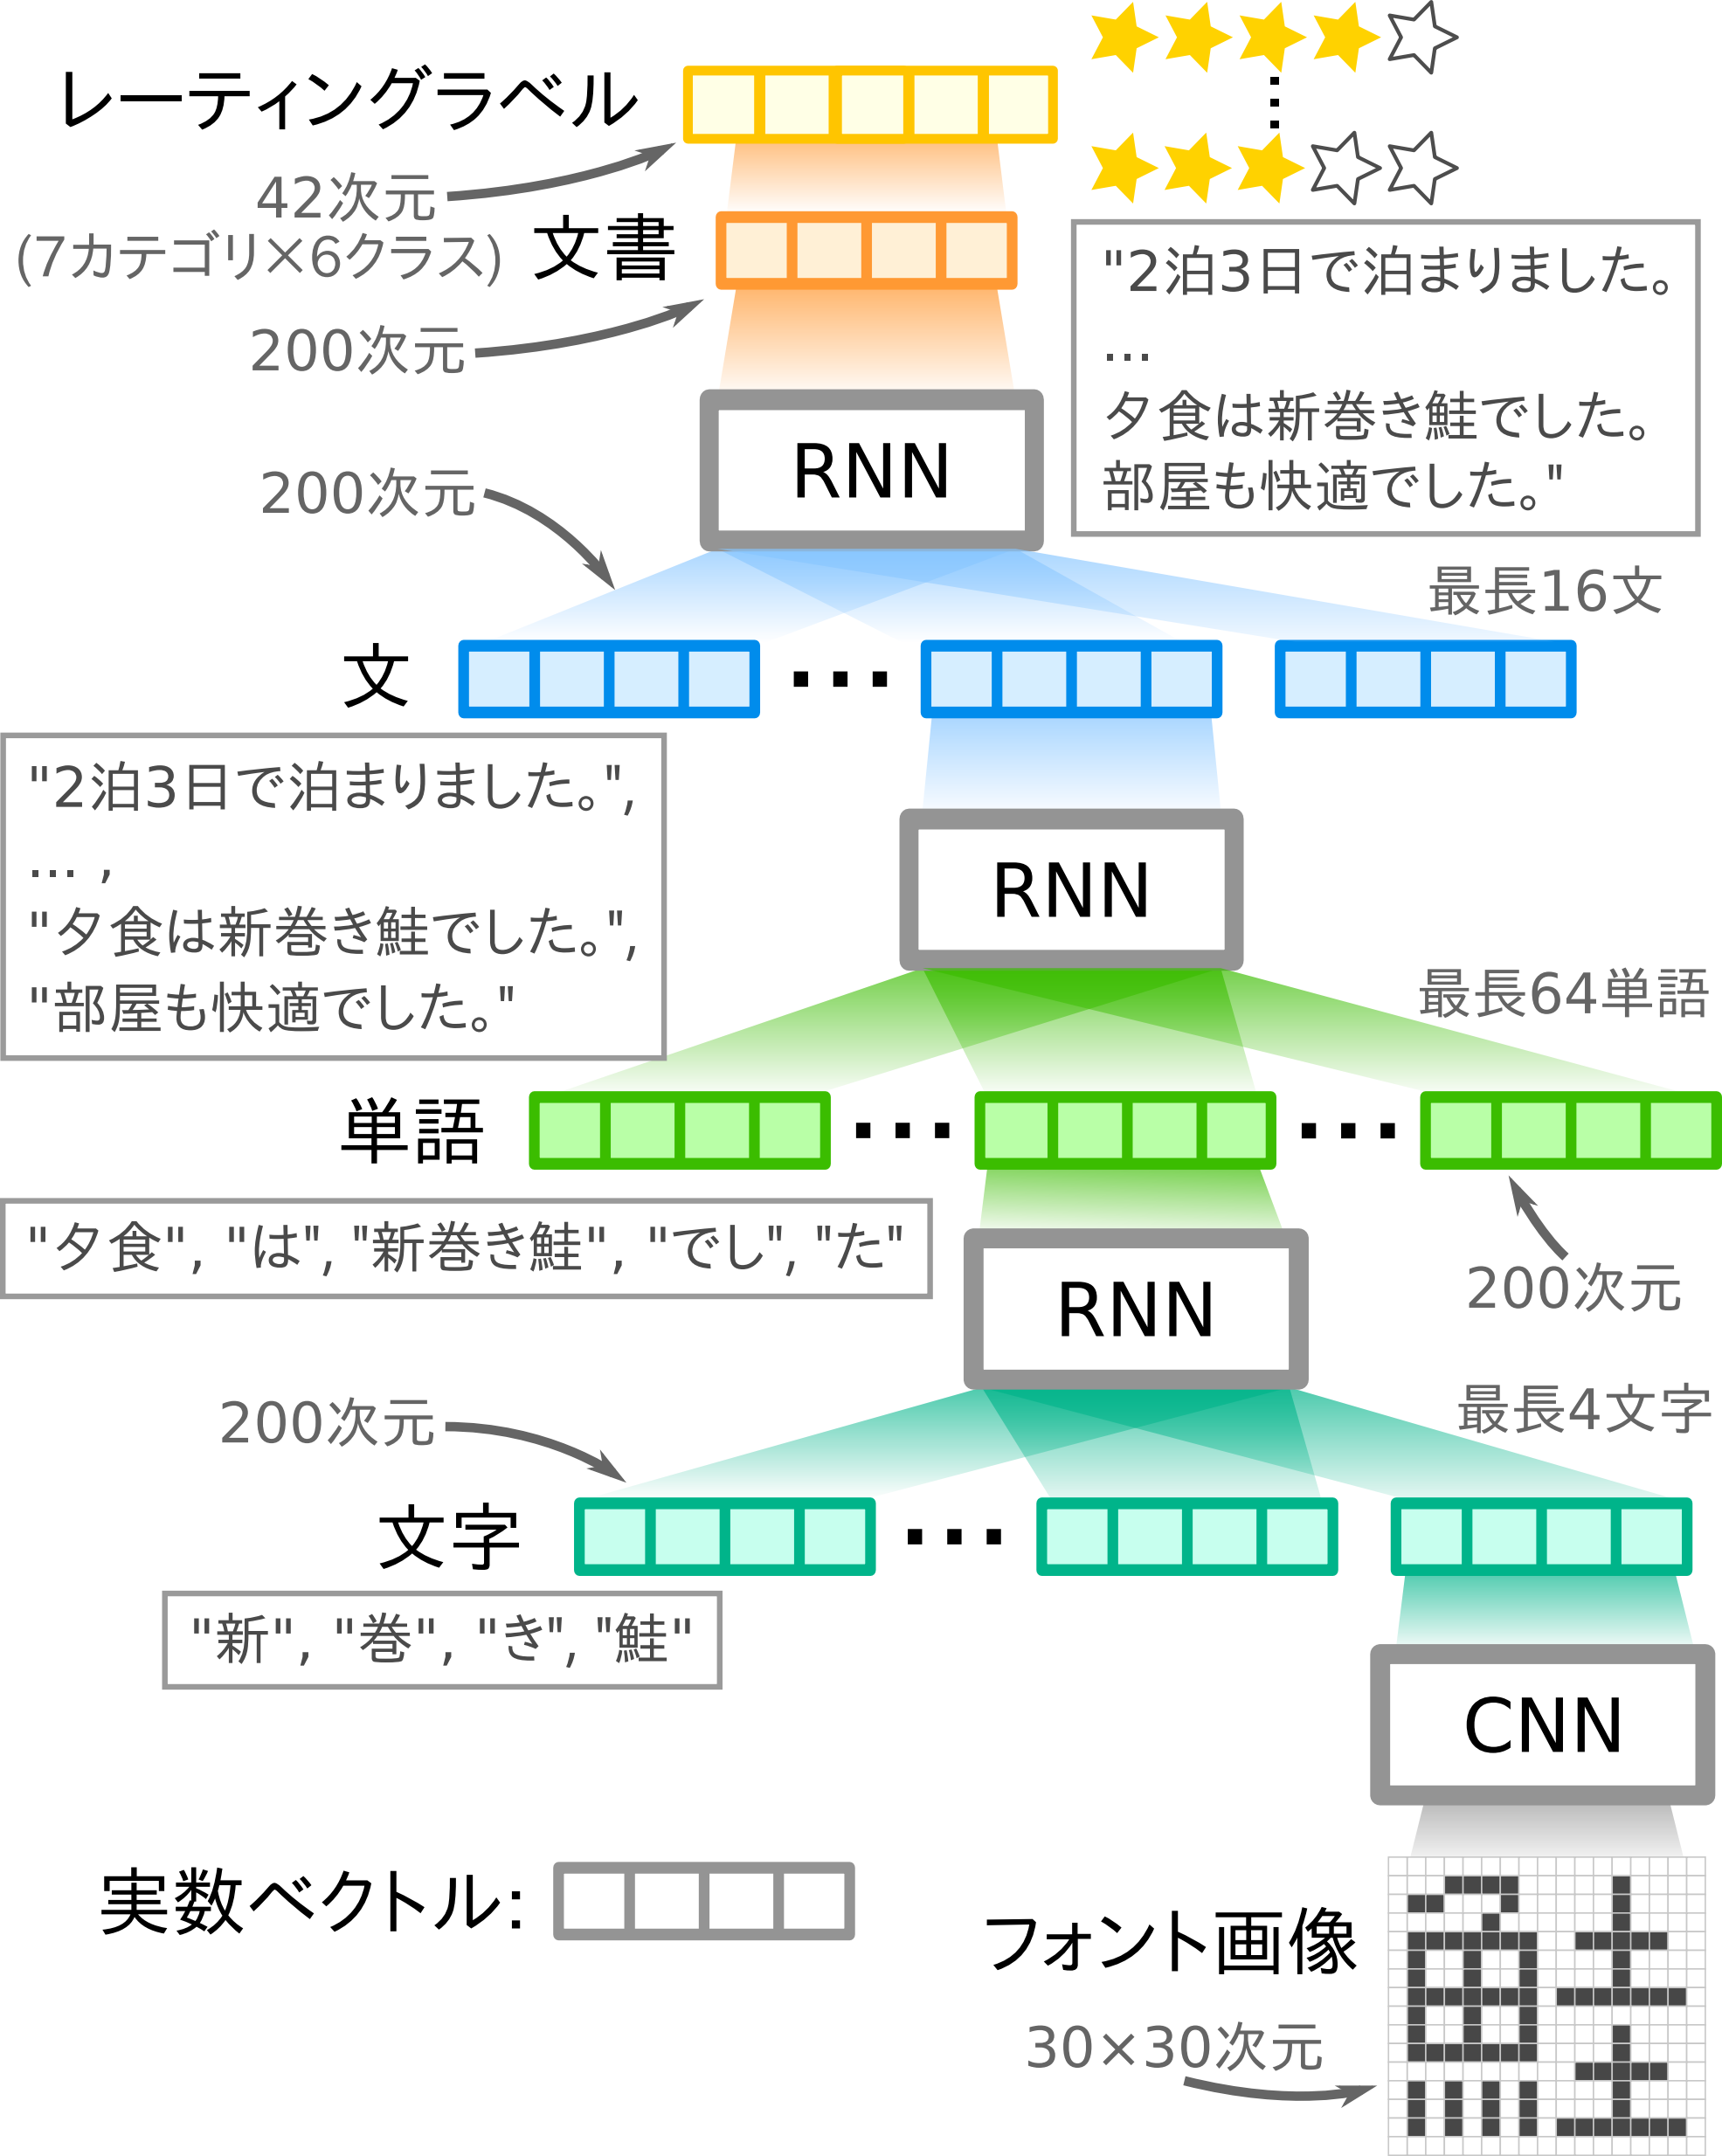 レーティングラベル
42次元
(7カテゴリ×6クラス)
文書
200次元
"2泊3日で泊まりました。
...
夕食は新巻き鮭でした。
部屋も快適でした。"
RNN
200次元
最長16文
文
"2泊3日で泊まりました。",
... ,
"夕食は新巻き鮭でした。",
"部屋も快適でした。"
RNN
最長64単語
単語
"夕食", "は", "新巻き鮭", "でし", "た"
RNN
200次元
200次元
最長4文字
文字
"新", "巻", "き", "鮭"
CNN
実数ベクトル:
フォント画像
30×30次元
鮭